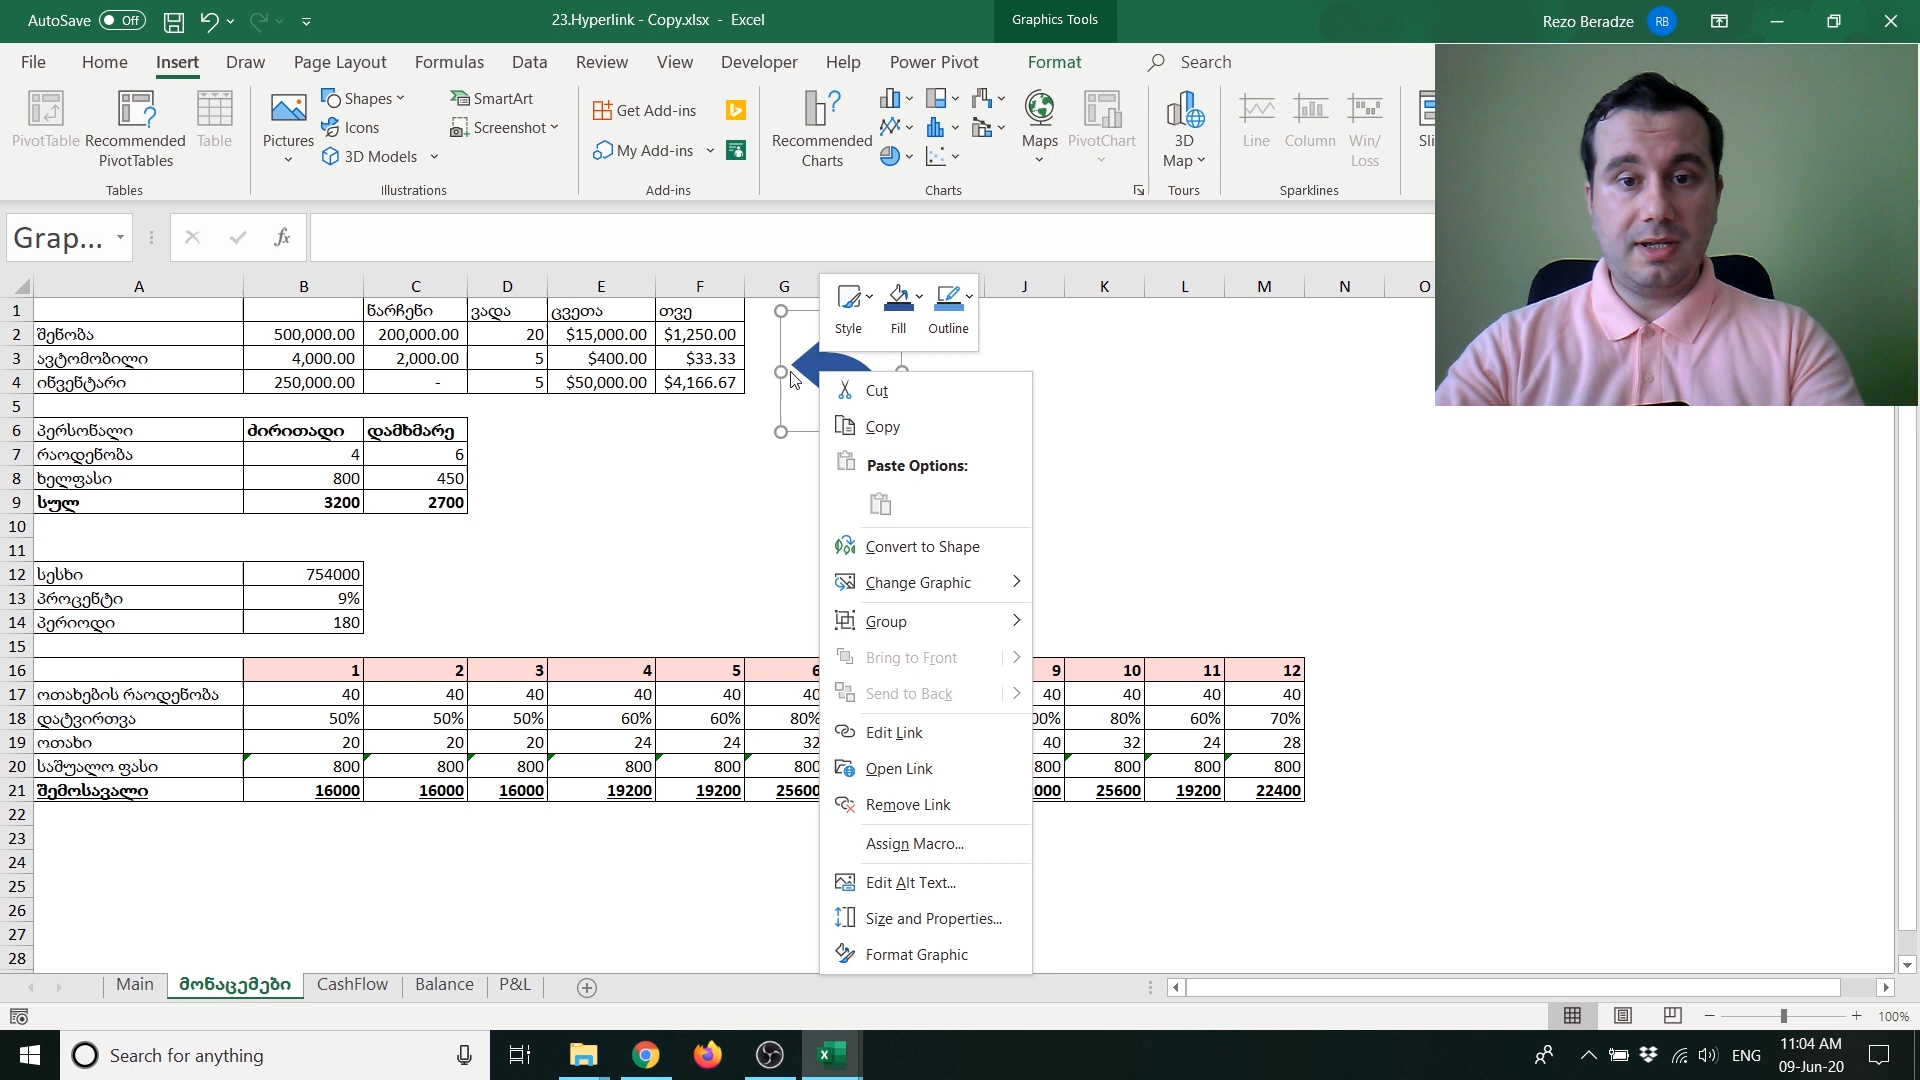 AutoSave Off
23.Hyperlink - Copy.xlsx - Excel
Graphics Tools
Rezo Beradze RB
File Home Insert Draw Page Layout Formulas Data Review View Developer Help Power Pivot Format Search
PivotTable
Recommended PivotTables
Table
Tables
Pictures
Shapes
Icons
3D Models
SmartArt
Screenshot
Illustrations
Get Add-ins
My Add-ins
Add-ins
Recommended Charts
Maps
PivotChart
Charts
3D Map
Tours
Line
Column
Win/Loss
Sparklines
Sli
Grap...
fx
A B C D E F G J K L M N O
1 ნარჩენი ვადა ცვეთა თვე
2 შენობა 500,000.00 200,000.00 20 $15,000.00 $1,250.00
3 ავტომობილი 4,000.00 2,000.00 5 $400.00 $33.33
4 ინვენტარი 250,000.00 - 5 $50,000.00 $4,166.67
5
6 პერსონალი ძირითადი დამხმარე
7 რაოდენობა 4 6
8 ხელფასი 800 450
9 სულ 3200 2700
10
11
12 სესხი 754000
13 პროცენტი 9%
14 პერიოდი 180
15
16 1 2 3 4 5 6 9 10 11 12
17 ოთახების რაოდენობა 40 40 40 40 40 40 40 40 40 40
18 დატვირთვა 50% 50% 50% 60% 60% 80% 00% 80% 60% 70%
19 ოთახი 20 20 20 24 24 32 40 32 24 28
20 საშუალო ფასი 800 800 800 800 800 800 800 800 800 800
21 შემოსავალი 16000 16000 16000 19200 19200 25600 000 25600 19200 22400
22
23
24
25
26
27
28
Style Fill Outline
Cut
Copy
Paste Options:
Convert to Shape
Change Graphic
Group
Bring to Front
Send to Back
Edit Link
Open Link
Remove Link
Assign Macro...
Edit Alt Text...
Size and Properties...
Format Graphic
Main მონაცემები CashFlow Balance P&L
100%
Search for anything
ENG
11:04 AM
09-Jun-20